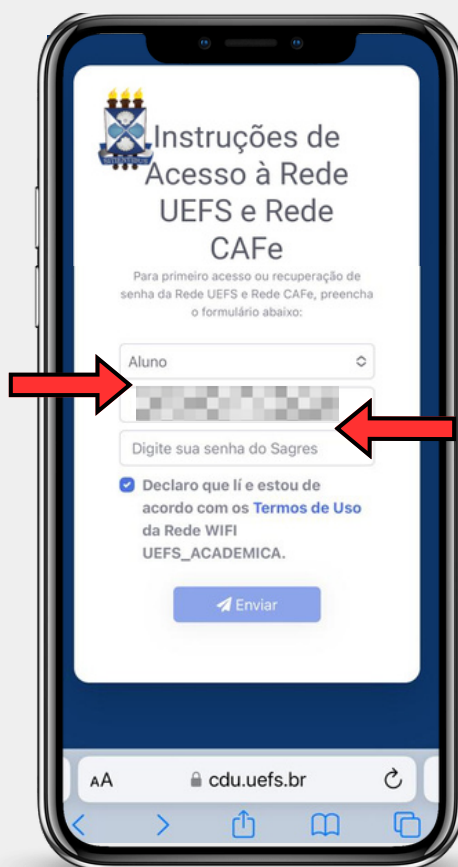 Instruções de
Acesso à Rede
UEFS e Rede
CAFe
Para primeiro acesso ou recuperação de
senha da Rede UEFS e Rede CAFe, preencha
o formulário abaixo:
Aluno
Digite sua senha do Sagres
Declaro que lí e estou de
acordo com os Termos de Uso
da Rede WIFI
UEFS_ACADEMICA.
Enviar
AA
cdu.uefs.br